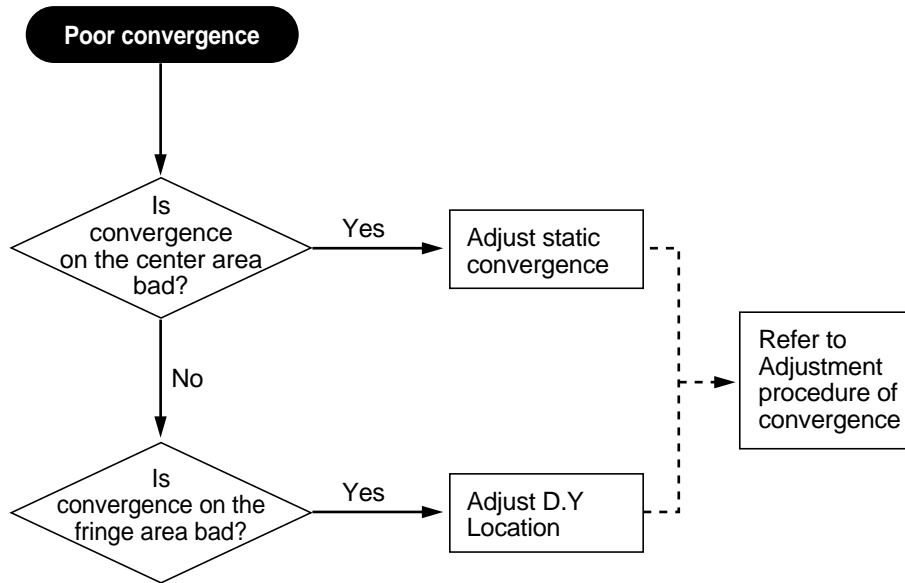 Poor convergence
Is
convergence
on the center area
bad?
Yes
Adjust static
convergence
Refer to
Adjustment
procedure of
convergence
No
Is
convergence on the
fringe area bad?
Yes
Adjust D.Y
Location